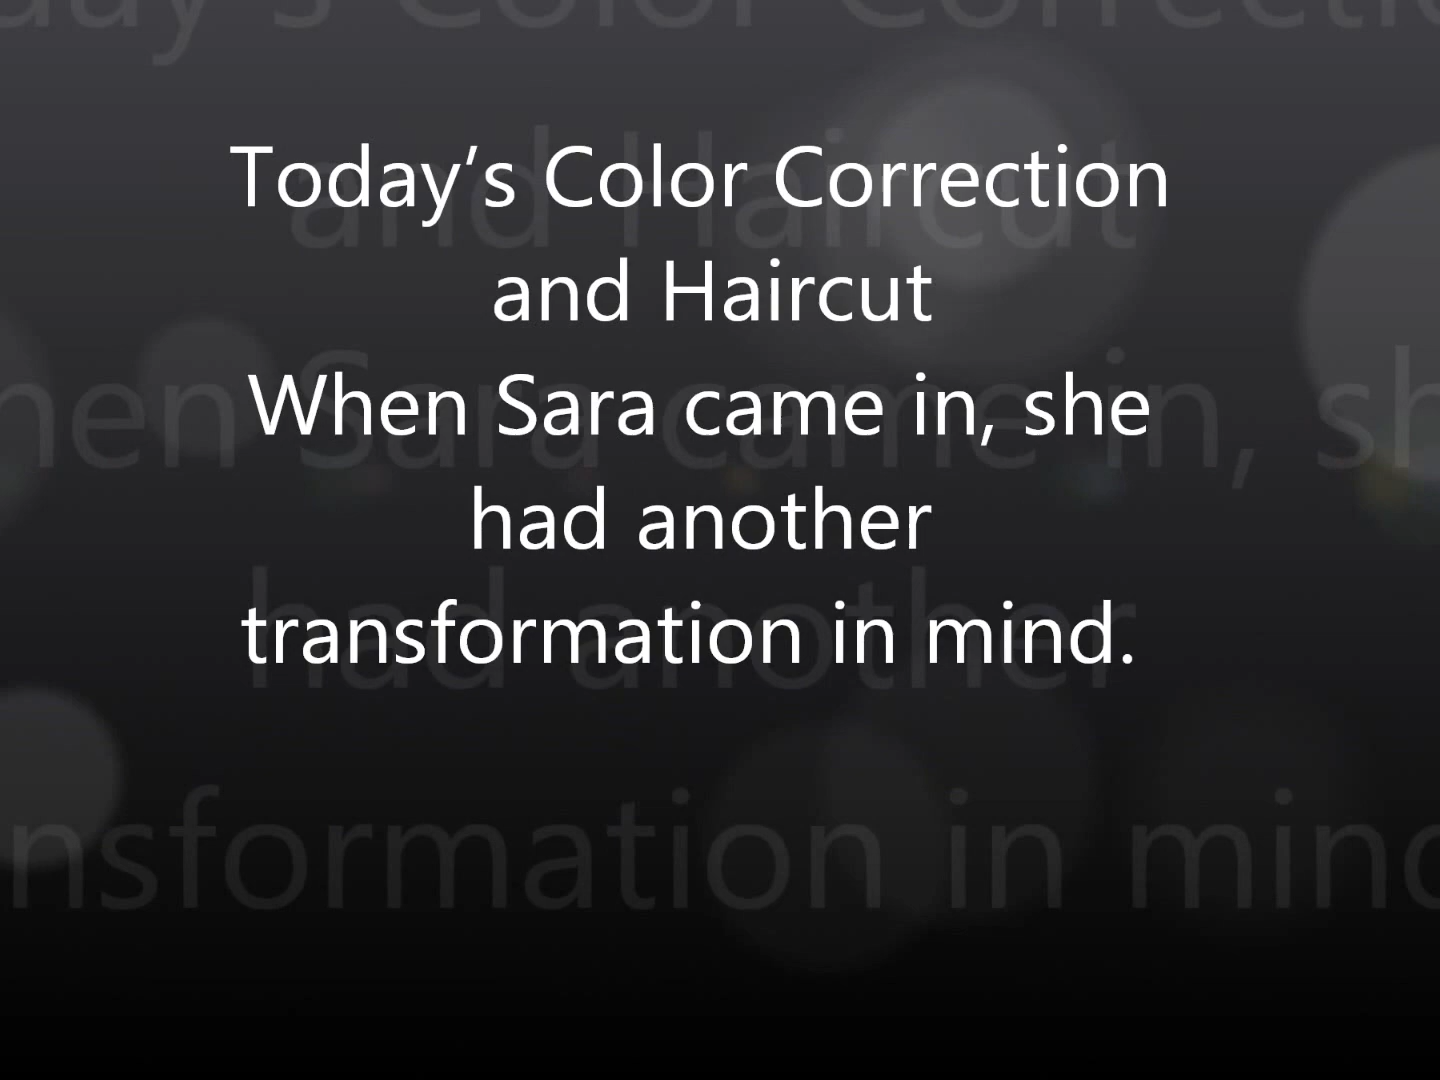 Today’s Color Correction
and Haircut
When Sara came in, she
had another
transformation in mind.